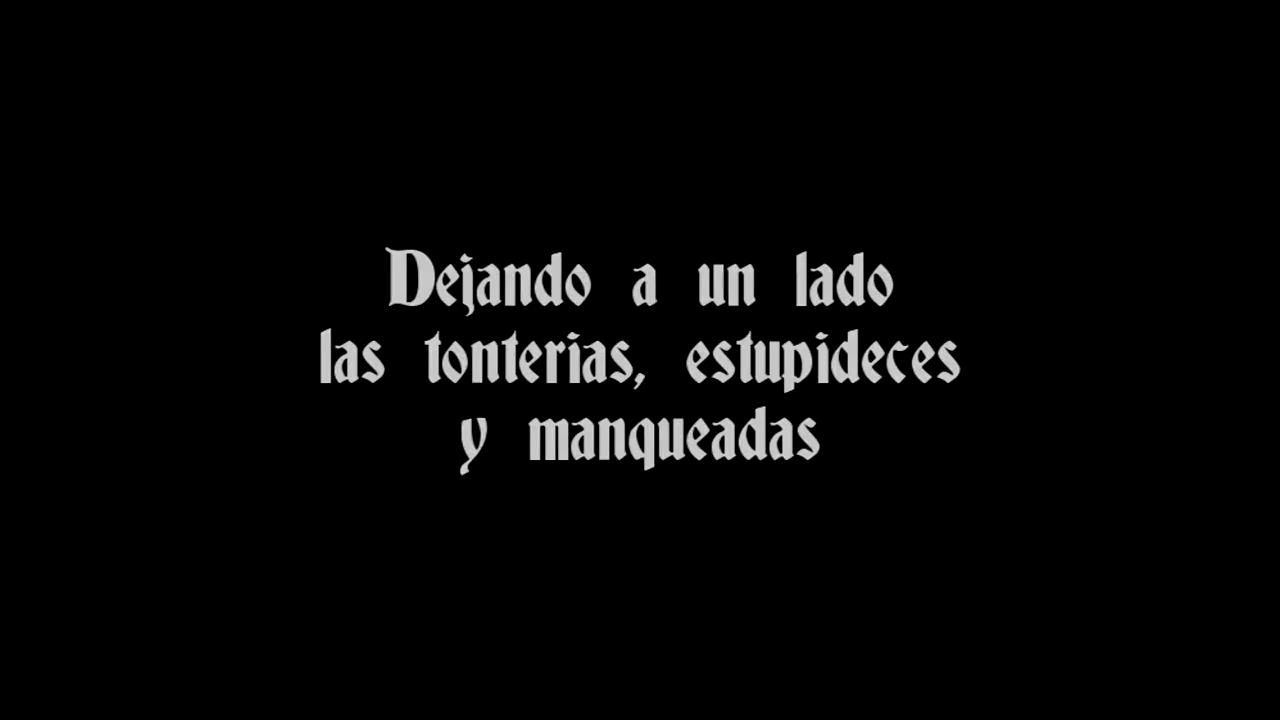 Dejando a un lado
las tonterias, estupideces
y manqueadas